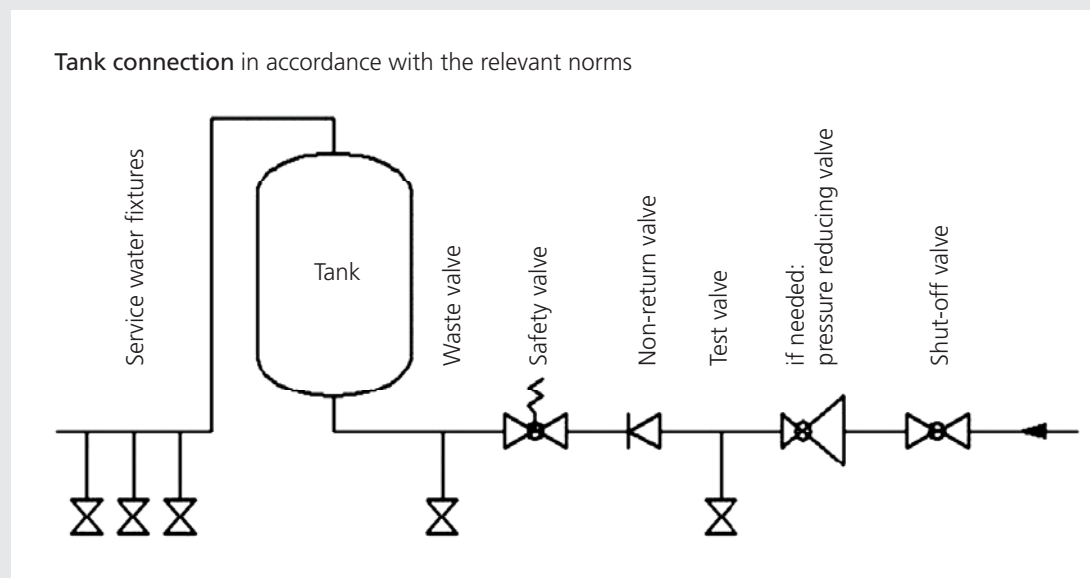 Tank connection in accordance with the relevant norms
Service water fixtures
Tank
Waste valve
Safety valve
Non-return valve
Test valve
if needed:
pressure reducing valve
Shut-off valve